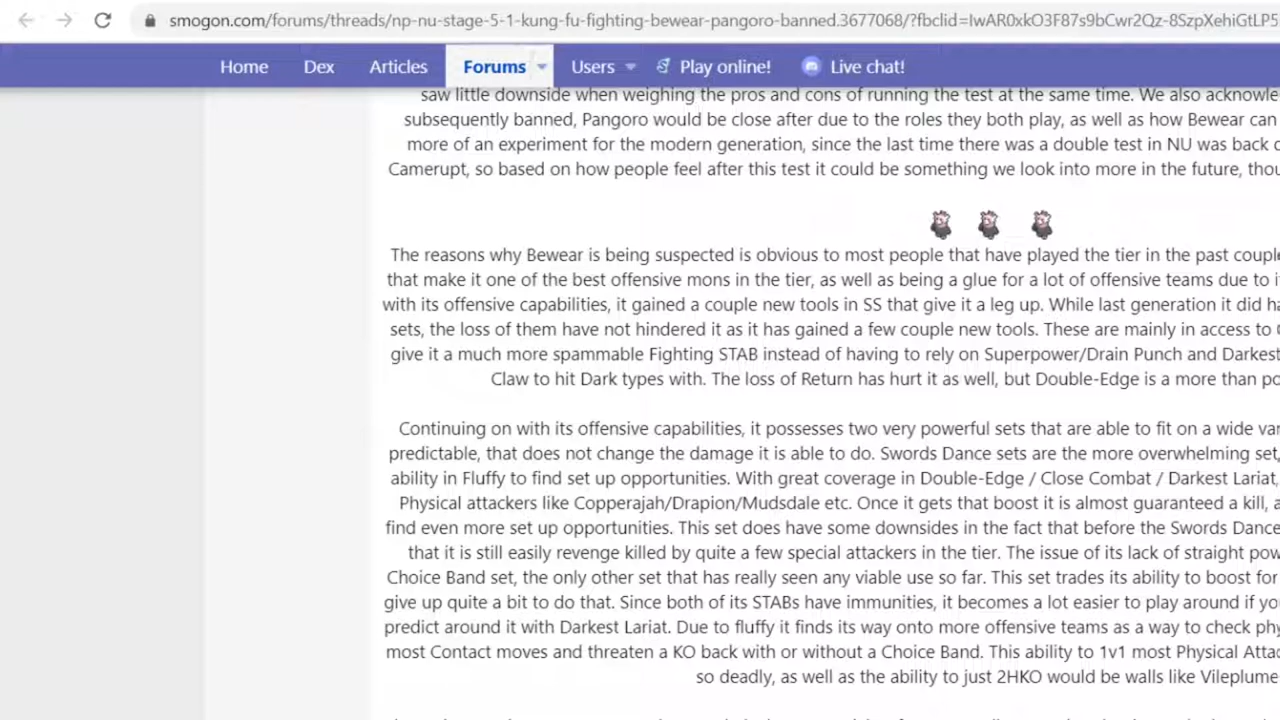 smogon.com/forums/threads/np-nu-stage-5-1-kung-fu-fighting-bewear-pangoro-banned.3677068/?fbclid=IwAR0xkO3F87s9bCwr2Qz-8SzpXehiGtLP5
Home Dex Articles Forums Users Play online! Live chat!
saw little downside when weighing the pros and cons of running the test at the same time. We also acknowle
subsequently banned, Pangoro would be close after due to the roles they both play, as well as how Bewear can
more of an experiment for the modern generation, since the last time there was a double test in NU was back
Camerupt, so based on how people feel after this test it could be something we look into more in the future, thou
The reasons why Bewear is being suspected is obvious to most people that have played the tier in the past couple
that make it one of the best offensive mons in the tier, as well as being a glue for a lot of offensive teams due to
with its offensive capabilities, it gained a couple new tools in SS that give it a leg up. While last generation it did ha
sets, the loss of them have not hindered it as it has gained a few couple new tools. These are mainly in access to
give it a much more spammable Fighting STAB instead of having to rely on Superpower/Drain Punch and Darkest
Claw to hit Dark types with. The loss of Return has hurt it as well, but Double-Edge is a more than po
Continuing on with its offensive capabilities, it possesses two very powerful sets that are able to fit on a wide var
predictable, that does not change the damage it is able to do. Swords Dance sets are the more overwhelming set,
ability in Fluffy to find set up opportunities. With great coverage in Double-Edge / Close Combat / Darkest Lariat,
Physical attackers like Copperajah/Drapion/Mudsdale etc. Once it gets that boost it is almost guaranteed a kill, a
find even more set up opportunities. This set does have some downsides in the fact that before the Swords Dance
that it is still easily revenge killed by quite a few special attackers in the tier. The issue of its lack of straight pow
Choice Band set, the only other set that has really seen any viable use so far. This set trades its ability to boost for
give up quite a bit to do that. Since both of its STABs have immunities, it becomes a lot easier to play around if yo
predict around it with Darkest Lariat. Due to fluffy it finds its way onto more offensive teams as a way to check phy
most Contact moves and threaten a KO back with or without a Choice Band. This ability to 1v1 most Physical Attac
so deadly, as well as the ability to just 2HKO would be walls like Vileplume